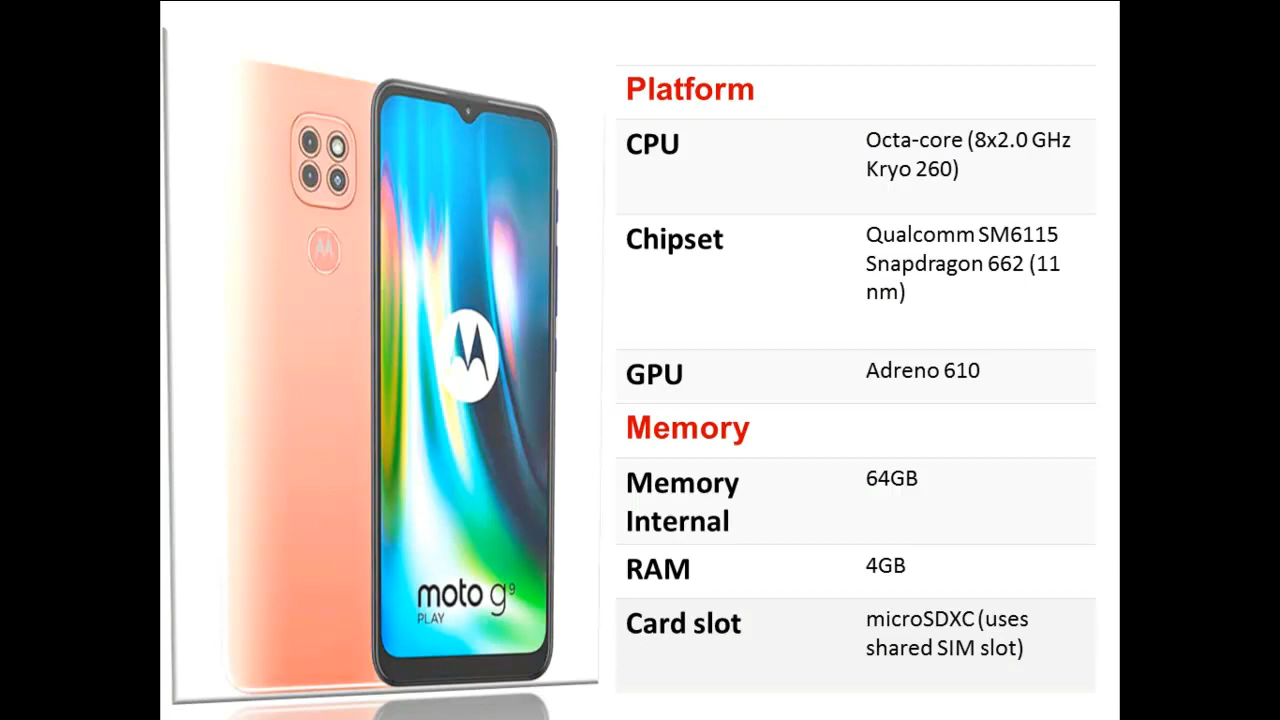 moto g9
PLAY
Platform
CPU
Octa-core (8x2.0 GHz
Kryo 260)
Chipset
Qualcomm SM6115
Snapdragon 662 (11
nm)
GPU
Adreno 610
Memory
Memory
Internal
64GB
RAM
4GB
Card slot
microSDXC (uses
shared SIM slot)